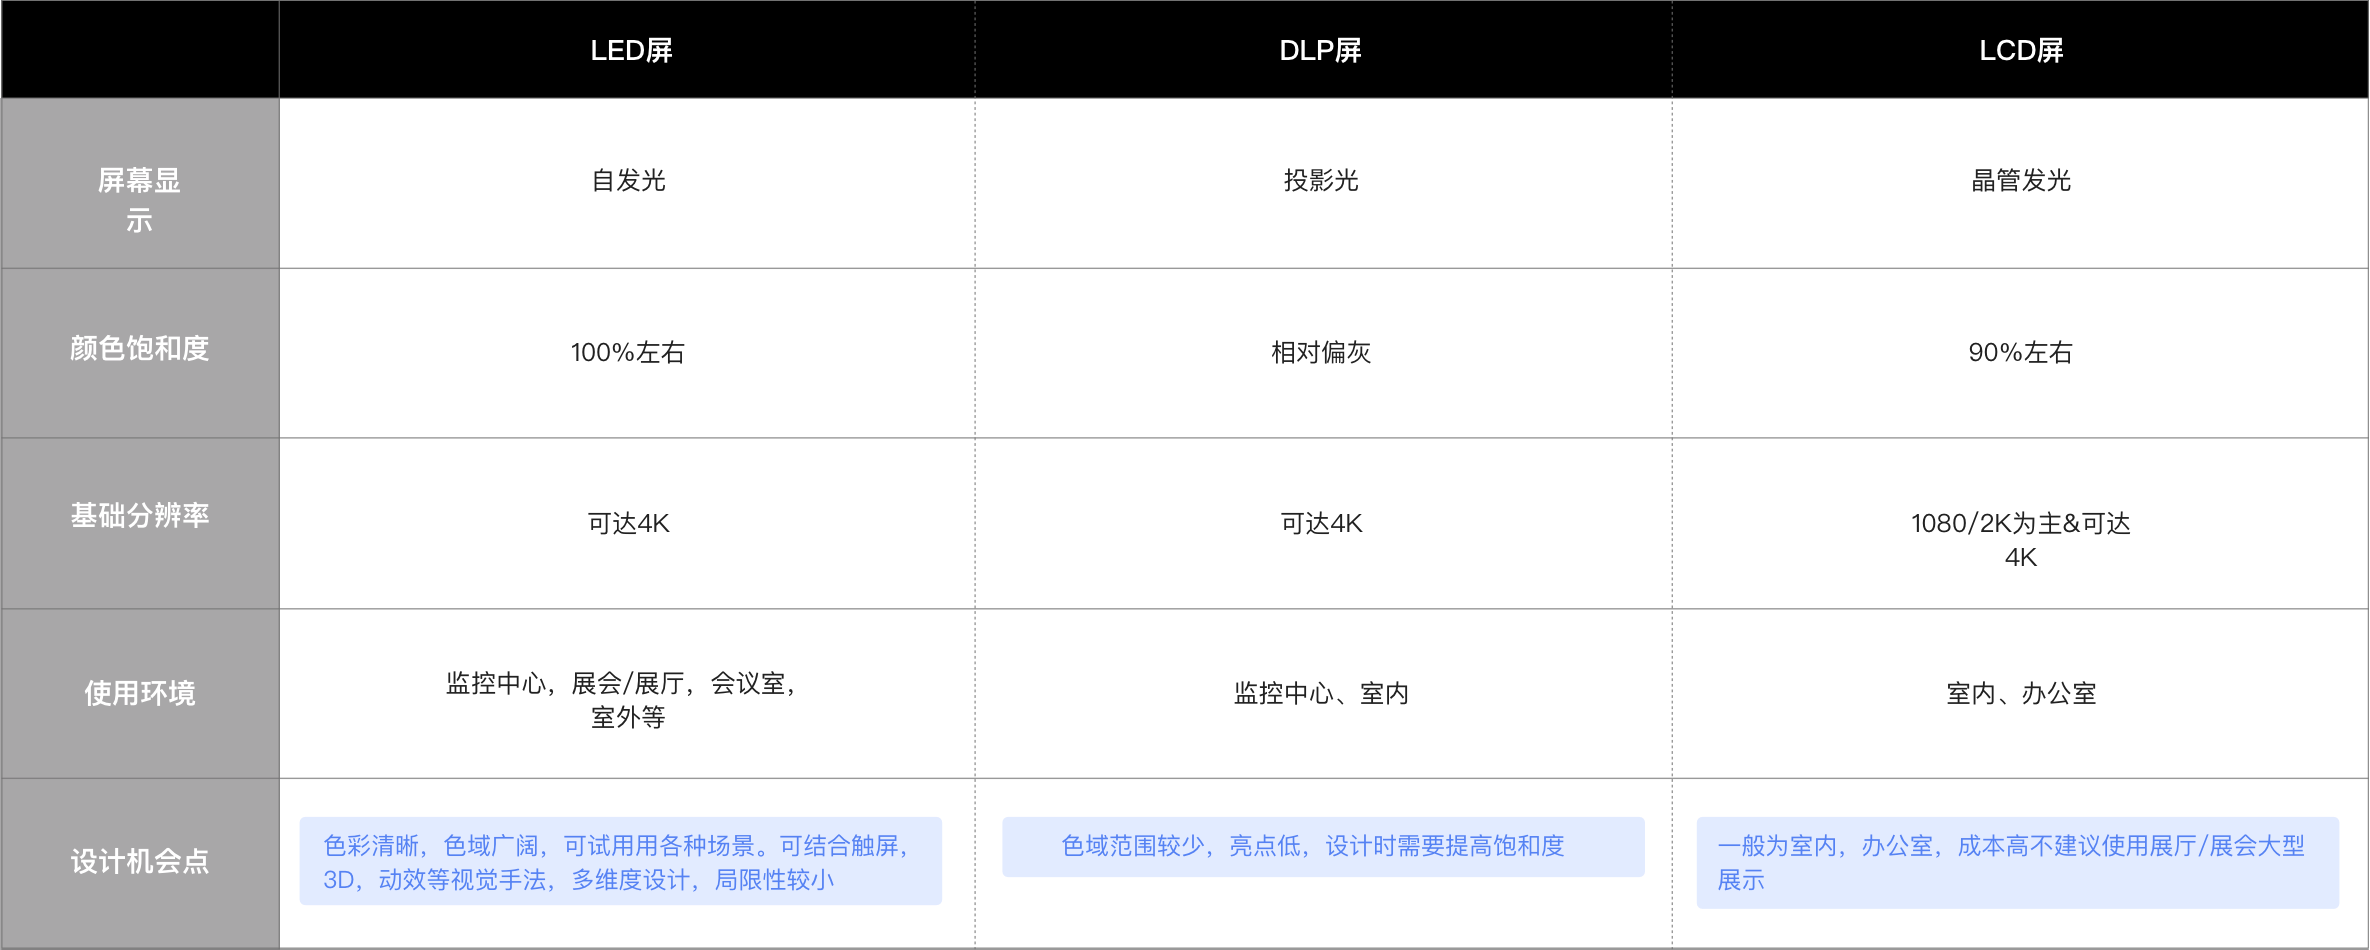 LED屏
DLP屏
LCD屏
屏幕显
示
自发光
投影光
晶管发光
颜色饱和度
100%左右
相对偏灰
90%左右
基础分辨率
可达4K
可达4K
1080/2K为主&可达
4K
使用环境
监控中心，展会/展厅，会议室，
室外等
监控中心、室内
室内、办公室
设计机会点
色彩清晰，色域广阔，可试用用各种场景。可结合触屏，
3D，动效等视觉手法，多维度设计，局限性较小
色域范围较少，亮点低，设计时需要提高饱和度
一般为室内，办公室，成本高不建议使用展厅/展会大型
展示